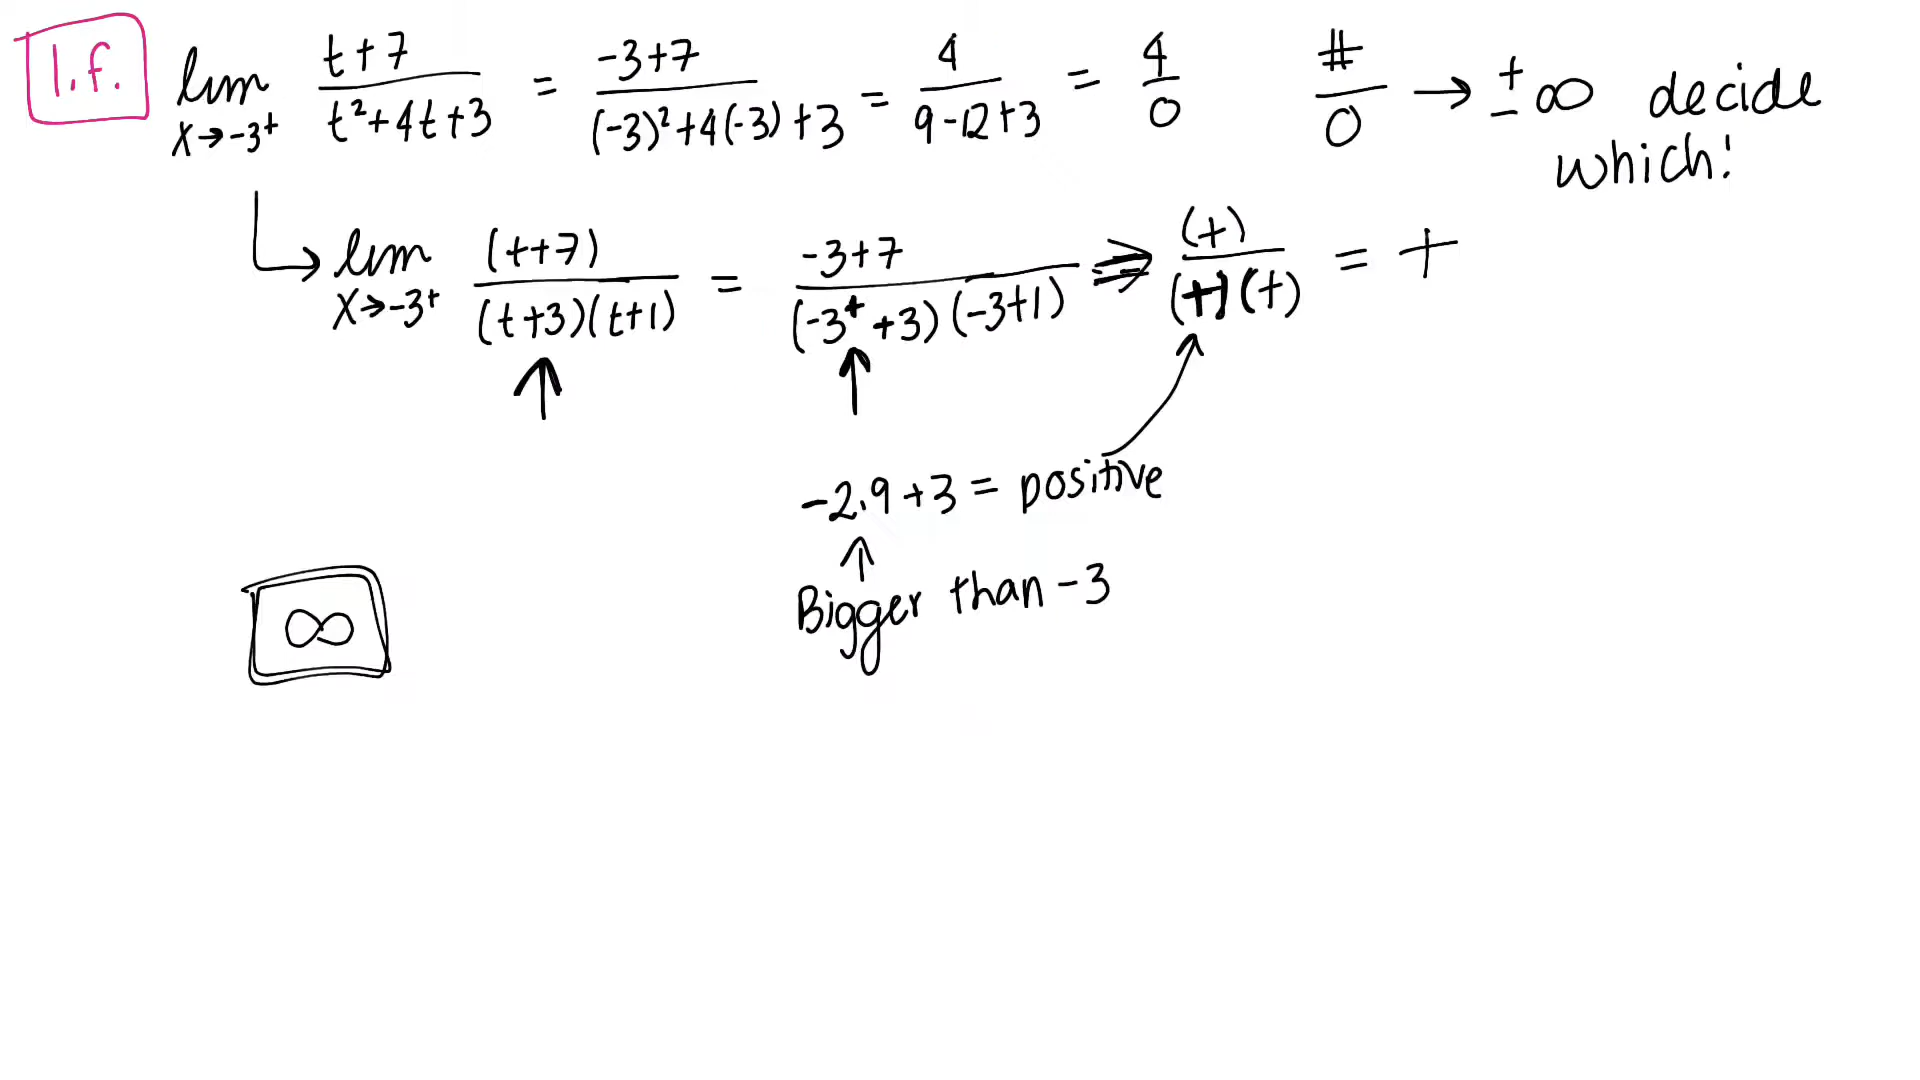 1.f. lim x→-3⁺ (t+7)/(t²+4t+3) = (-3+7)/((-3)²+4(-3)+3) = 4/(9-12+3) = 4/0 #/0 → ±∞ decide
which!
lim x→-3⁺ (t+7)/((t+3)(t+1)) = (-3+7)/((-3⁺+3)(-3+1)) ⇒ (+)/((+)(+)) = +
-2.9+3 = positive
Bigger than -3
∞